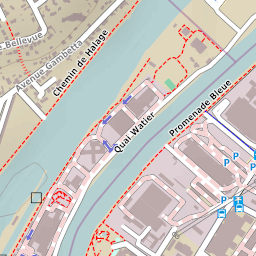 Bellevue
Avenue Gambetta
Chemin de Halage
Quai Watier
Promenade Bleue
P
P
P